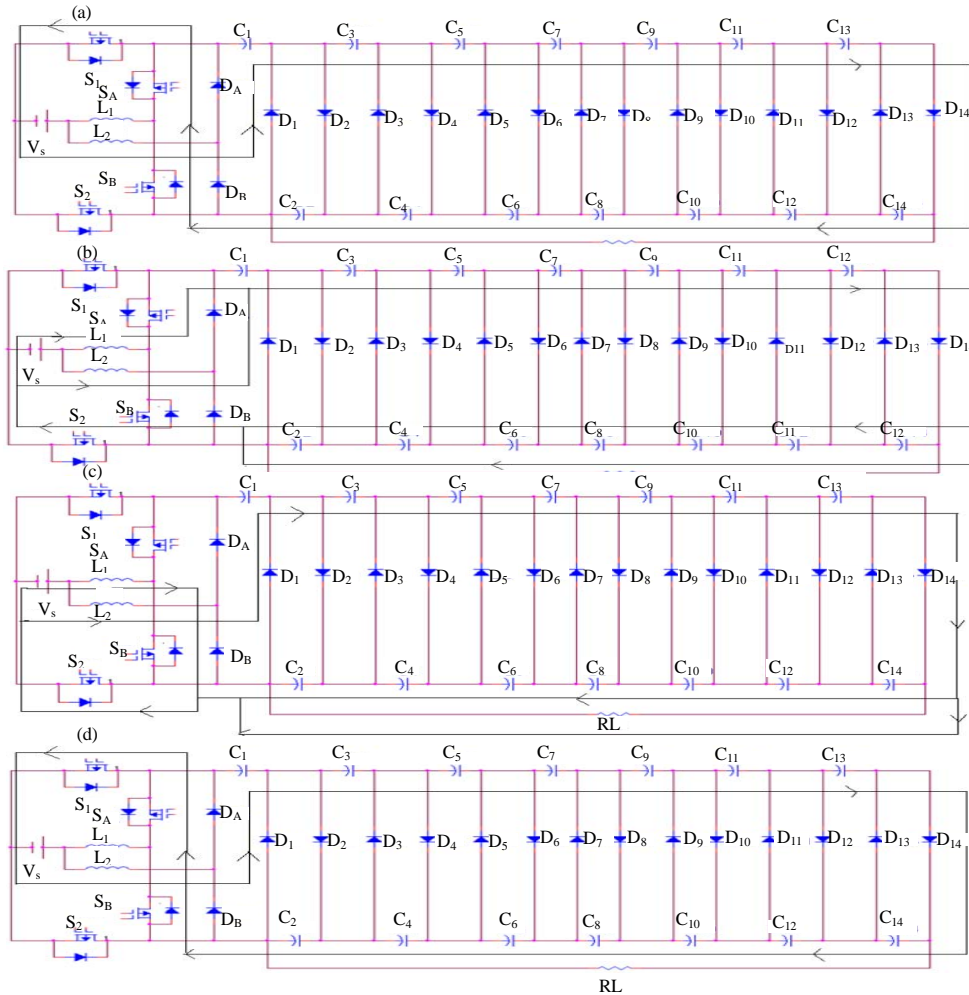 (a)
C1 C3 C5 C7 C9 C11 C13
S1
SA
DA
L1
L2
Vs
D1 D2 D3 D4 D5 D6 D7 D9 D10 D11 D12 D13 D14
SB
S2
DB
C2 C4 C6 C8 C10 C12 C14
(b)
C1 C3 C5 C7 C9 C11 C12
S1
SA
DA
L1
L2
Vs
D1 D2 D3 D4 D5 D6 D7 D8 D9 D10 D11 D12 D13 D1
SB
S2
DB
C2 C4 C6 C8 C10 C11 C12
(c)
C1 C3 C5 C7 C9 C11 C13
S1
SA
DA
L1
L2
Vs
D1 D2 D3 D4 D5 D6 D7 D8 D9 D10 D11 D12 D13 D14
SB
S2
DB
C2 C4 C6 C8 C10 C12 C14
RL
(d)
C1 C3 C5 C7 C9 C11 C13
S1
SA
DA
L1
L2
Vs
D1 D2 D3 D4 D5 D6 D7 D8 D9 D10 D11 D12 D13 D14
SB
S2
DB
C2 C4 C6 C8 C10 C12 C14
RL